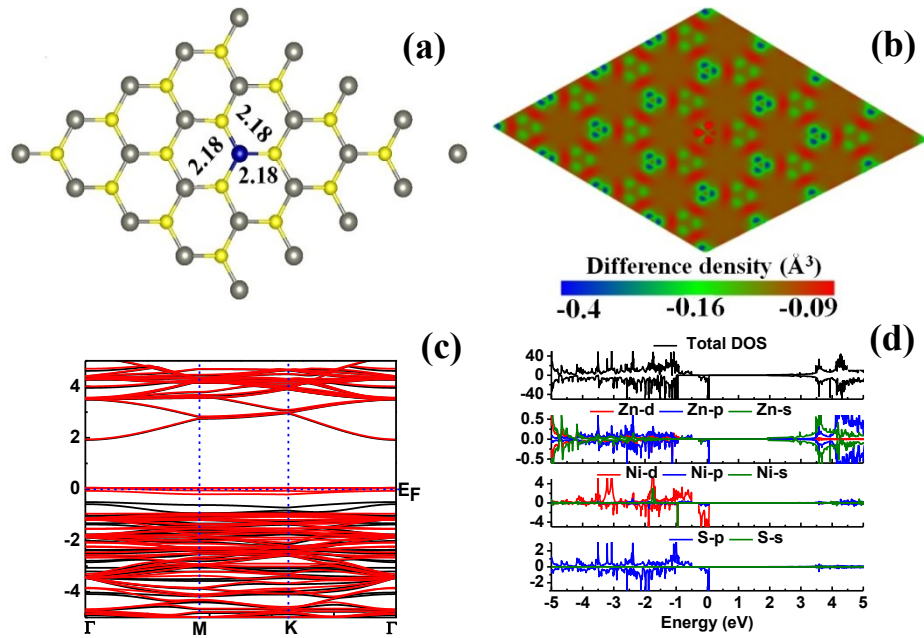 (a)
2.18
2.18
2.18
(b)
Difference density (Å³)
-0.4
-0.16
-0.09
(c)
4
2
0
-2
-4
E_F
Γ
M
K
Γ
(d)
Total DOS
40
0
-40
Zn-d Zn-p Zn-s
0.5
0.0
-0.5
Ni-d Ni-p Ni-s
4
0
-4
S-p S-s
2
0
-2
-5 -4 -3 -2 -1 0 1 2 3 4 5
Energy (eV)